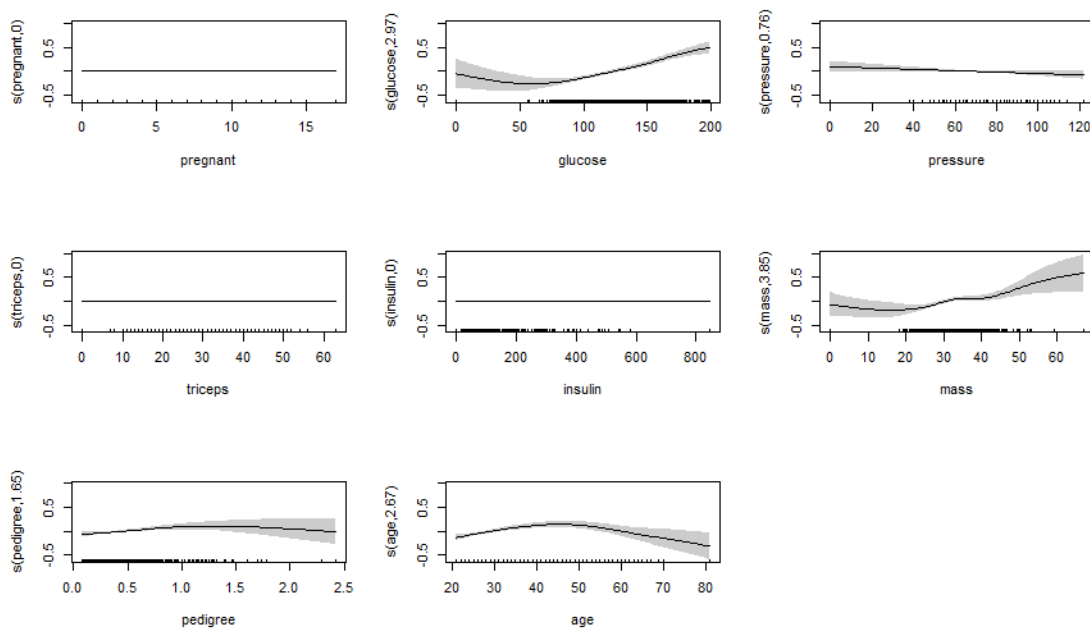 s(pregnant,0)
-0.5 0.5
0 5 10 15
pregnant
s(glucose,2.97)
-0.5 0.5
0 50 100 150 200
glucose
s(pressure,0.76)
-0.5 0.5
0 20 40 60 80 100 120
pressure
s(triceps,0)
-0.5 0.5
0 10 20 30 40 50 60
triceps
s(insulin,0)
-0.5 0.5
0 200 400 600 800
insulin
s(mass,3.85)
-0.5 0.5
0 10 20 30 40 50 60
mass
s(pedigree,1.65)
-0.5 0.5
0.0 0.5 1.0 1.5 2.0 2.5
pedigree
s(age,2.67)
-0.5 0.5
20 30 40 50 60 70 80
age